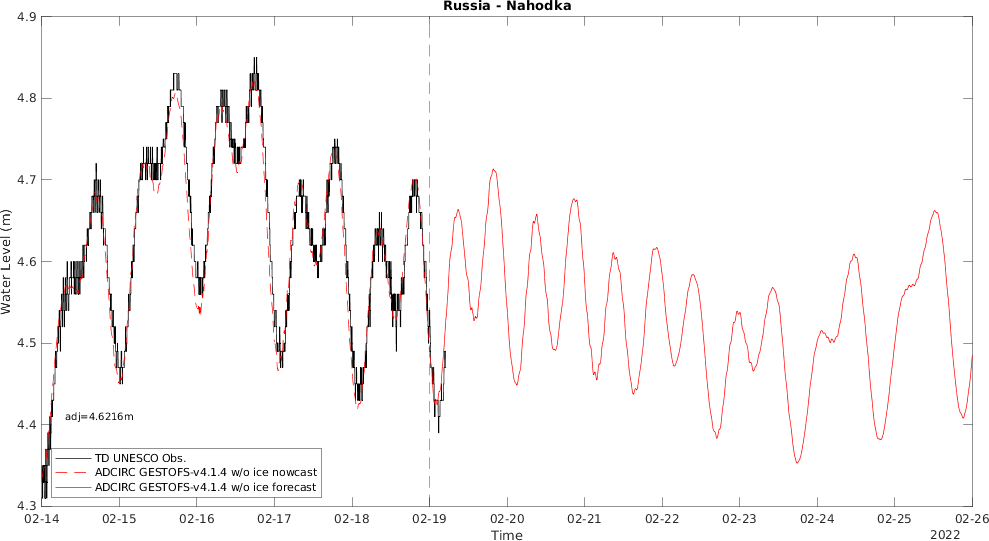 Russia - Nahodka
4.9
4.8
4.7
4.6
4.5
4.4
4.3
Water Level (m)
adj=4.6216m
TD UNESCO Obs.
ADCIRC GESTOFS-v4.1.4 w/o ice nowcast
ADCIRC GESTOFS-v4.1.4 w/o ice forecast
02-14 02-15 02-16 02-17 02-18 02-19 02-20 02-21 02-22 02-23 02-24 02-25 02-26
Time
2022